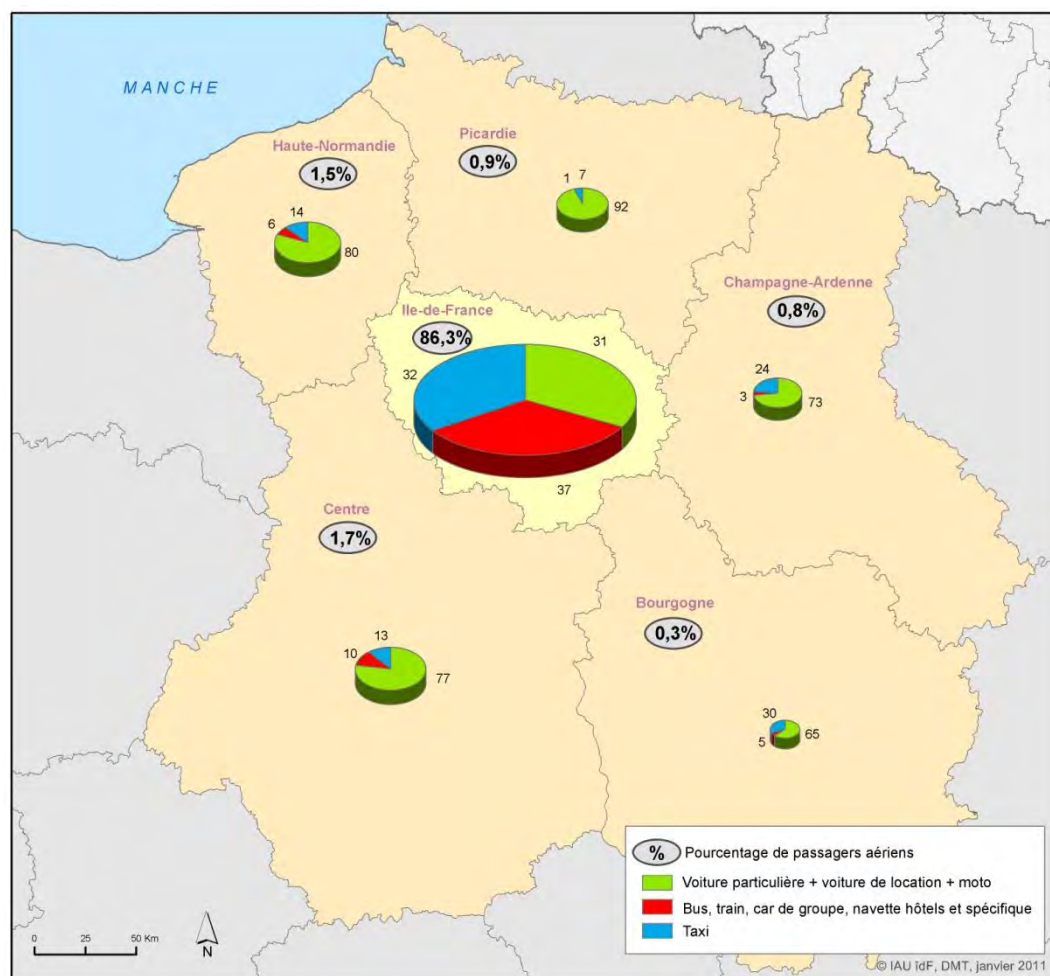 MANCHE
Picardie
0,9%
1 7
92
Haute-Normandie
1,5%
14
6
80
Champagne-Ardenne
0,8%
24
3
73
Ile-de-France
86,3%
31
32
37
Centre
1,7%
13
10
77
Bourgogne
0,3%
30
5
65
% Pourcentage de passagers aériens
Voiture particulière + voiture de location + moto
Bus, train, car de groupe, navette hôtels et spécifique
Taxi
0 25 50 Km
N
© IAU îdF, DMT, janvier 2011